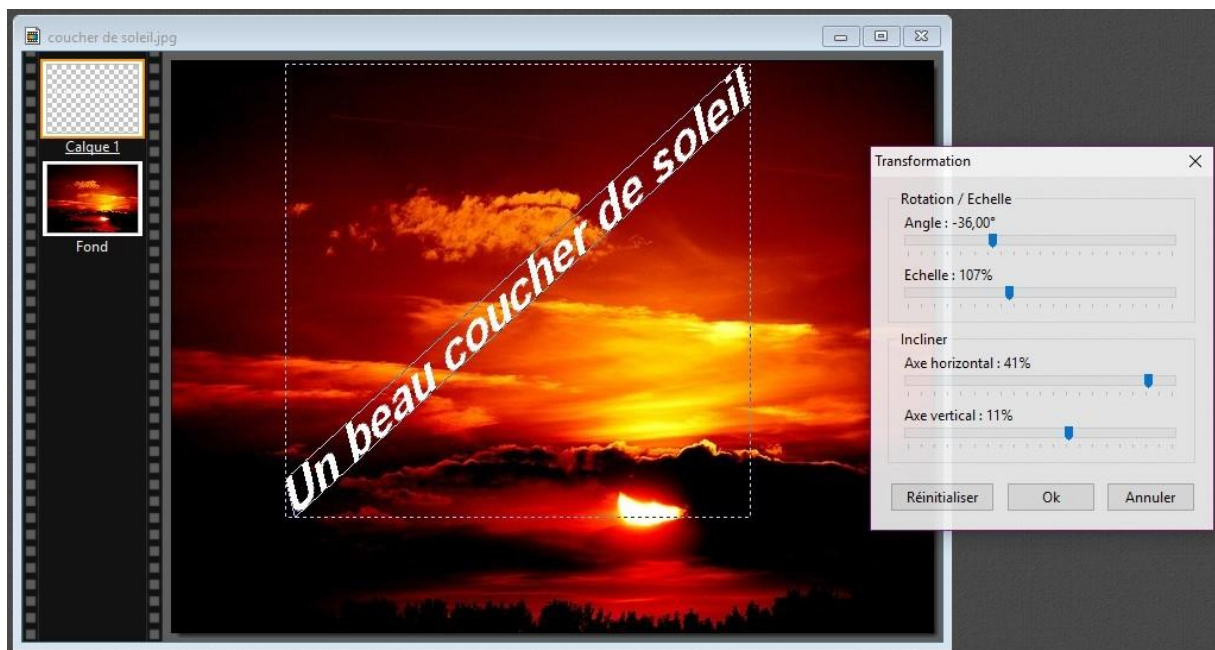 coucher de soleil.jpg
Calque 1
Fond
Un beau coucher de soleil
Transformation
Rotation / Echelle
Angle : -36,00°
Echelle : 107%
Incliner
Axe horizontal : 41%
Axe vertical : 11%
Réinitialiser Ok Annuler